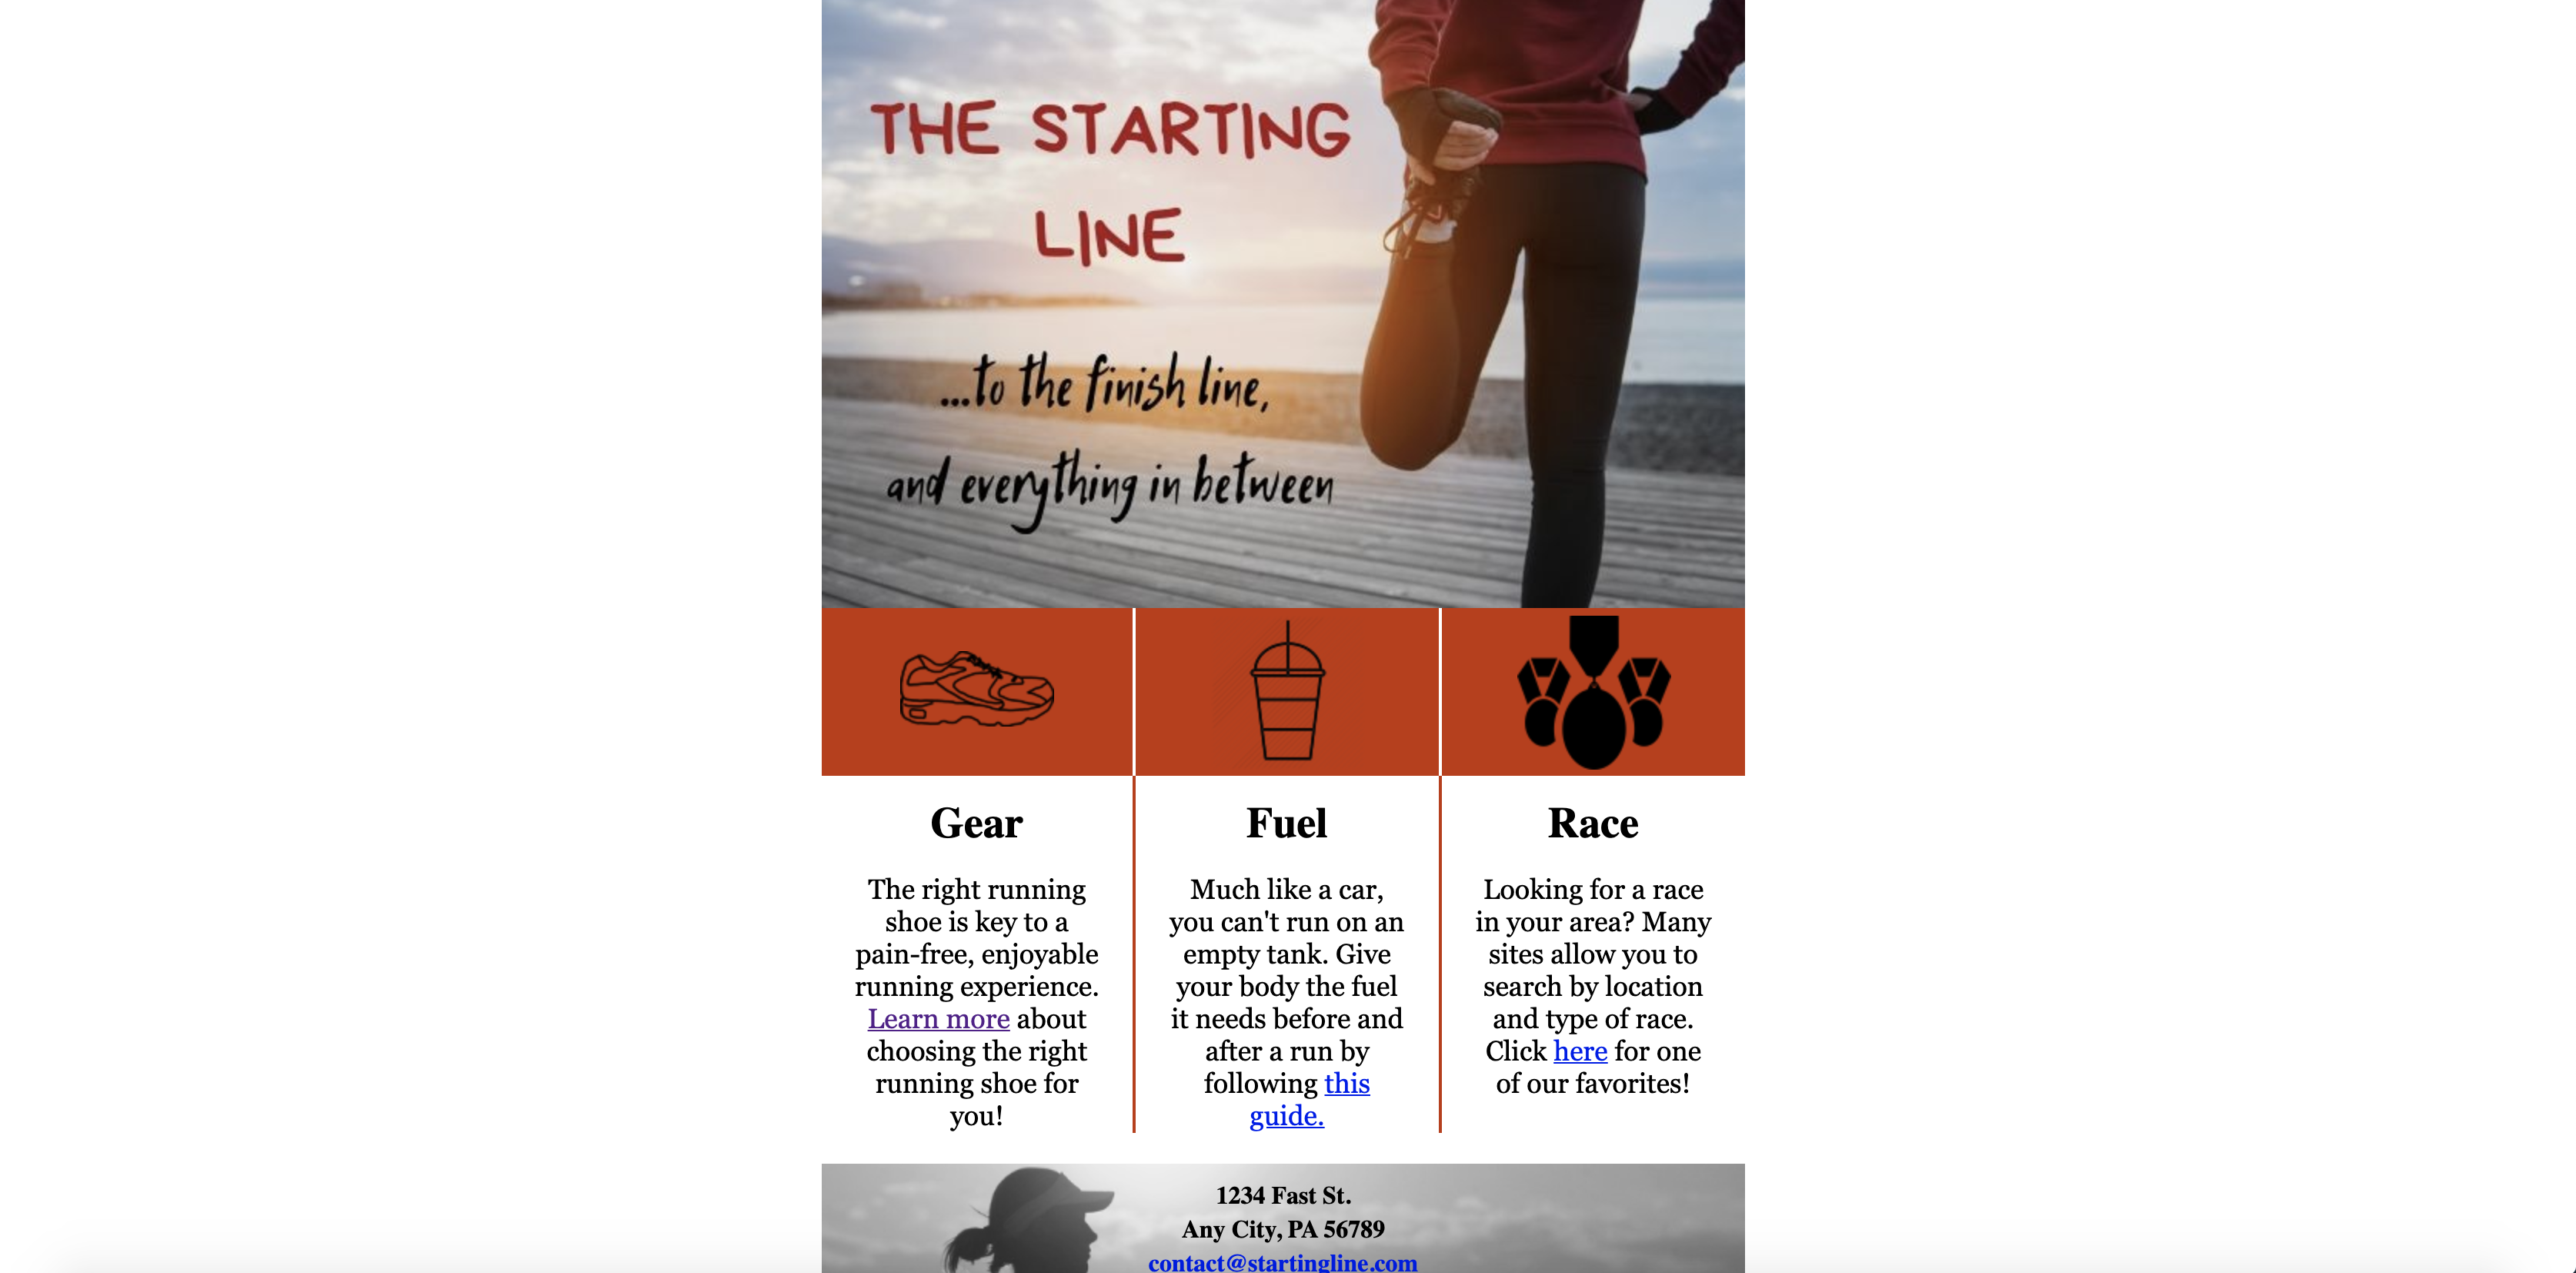 THE STARTING
LINE
...to the finish line,
and everything in between
Gear
The right running
shoe is key to a
pain-free, enjoyable
running experience.
Learn more about
choosing the right
running shoe for
you!
Fuel
Much like a car,
you can't run on an
empty tank. Give
your body the fuel
it needs before and
after a run by
following this
guide.
Race
Looking for a race
in your area? Many
sites allow you to
search by location
and type of race.
Click here for one
of our favorites!
1234 Fast St.
Any City, PA 56789
contact@startingline.com